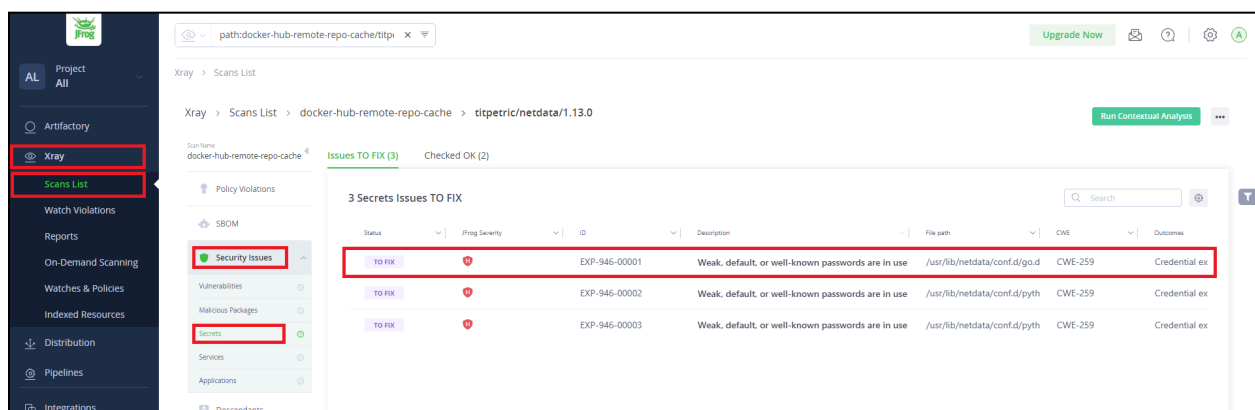 JFrog
path:docker-hub-remote-repo-cache/titp
Upgrade Now
A
AL
Project
All
Xray > Scans List
Artifactory
Xray
Scans List
Watch Violations
Reports
On-Demand Scanning
Watches & Policies
Indexed Resources
Distribution
Pipelines
Integrations
Xray > Scans List > docker-hub-remote-repo-cache > titpetric/netdata/1.13.0
Run Contextual Analysis
Scan Name
docker-hub-remote-repo-cache
Policy Violations
SBOM
Security Issues
Vulnerabilities
Malicious Packages
Secrets
Services
Applications
Descendants
Issues TO FIX (3) Checked OK (2)
3 Secrets Issues TO FIX
Search
Status JFrog Severity ID Description File path CWE Outcomes
TO FIX H EXP-946-00001 Weak, default, or well-known passwords are in use /usr/lib/netdata/conf.d/go.d CWE-259 Credential ex
TO FIX H EXP-946-00002 Weak, default, or well-known passwords are in use /usr/lib/netdata/conf.d/pyth CWE-259 Credential ex
TO FIX H EXP-946-00003 Weak, default, or well-known passwords are in use /usr/lib/netdata/conf.d/pyth CWE-259 Credential ex